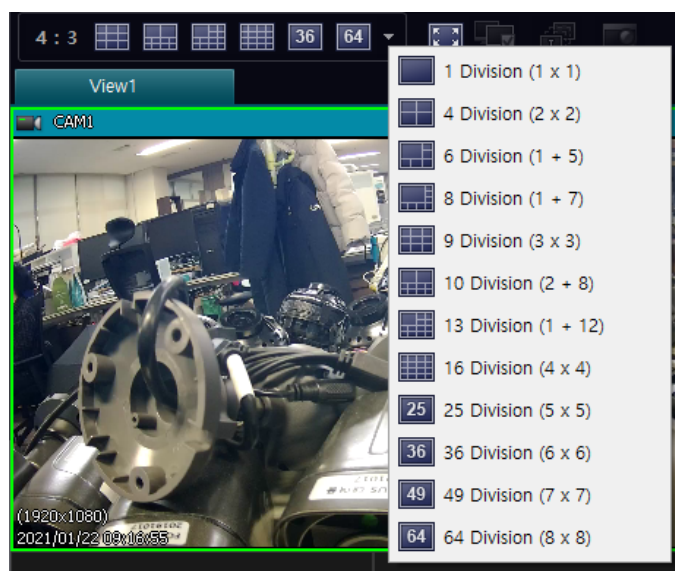 4 : 3 36 64
View1
CAM1
1 Division (1 x 1)
4 Division (2 x 2)
6 Division (1 + 5)
8 Division (1 + 7)
9 Division (3 x 3)
10 Division (2 + 8)
13 Division (1 + 12)
16 Division (4 x 4)
25 25 Division (5 x 5)
36 36 Division (6 x 6)
49 49 Division (7 x 7)
64 64 Division (8 x 8)
(1920x1080)
2021/01/22 09:16:55